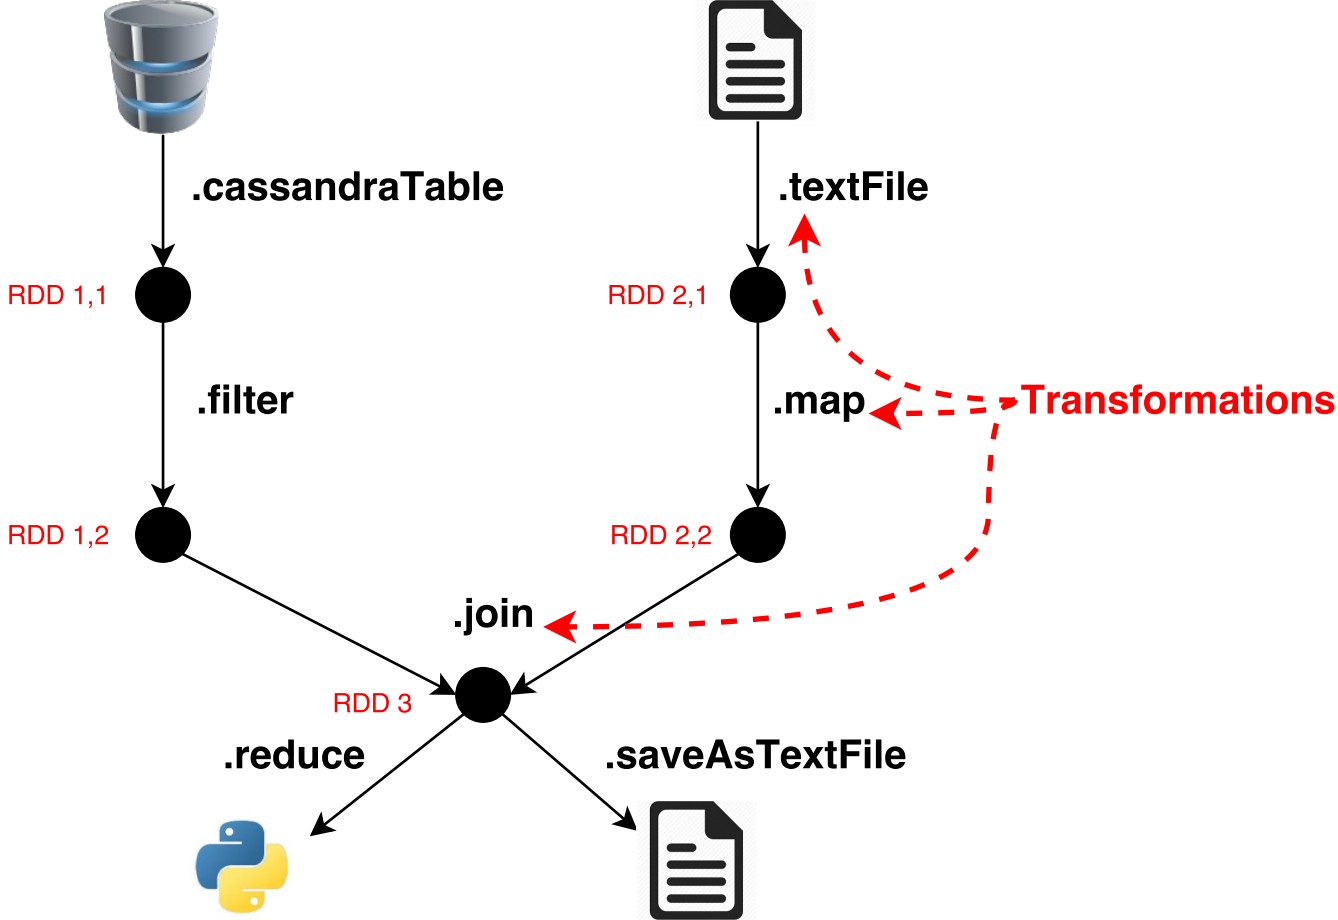 .cassandraTable
.textFile
RDD 1,1
RDD 2,1
.filter
.map
Transformations
RDD 1,2
RDD 2,2
.join
RDD 3
.reduce
.saveAsTextFile